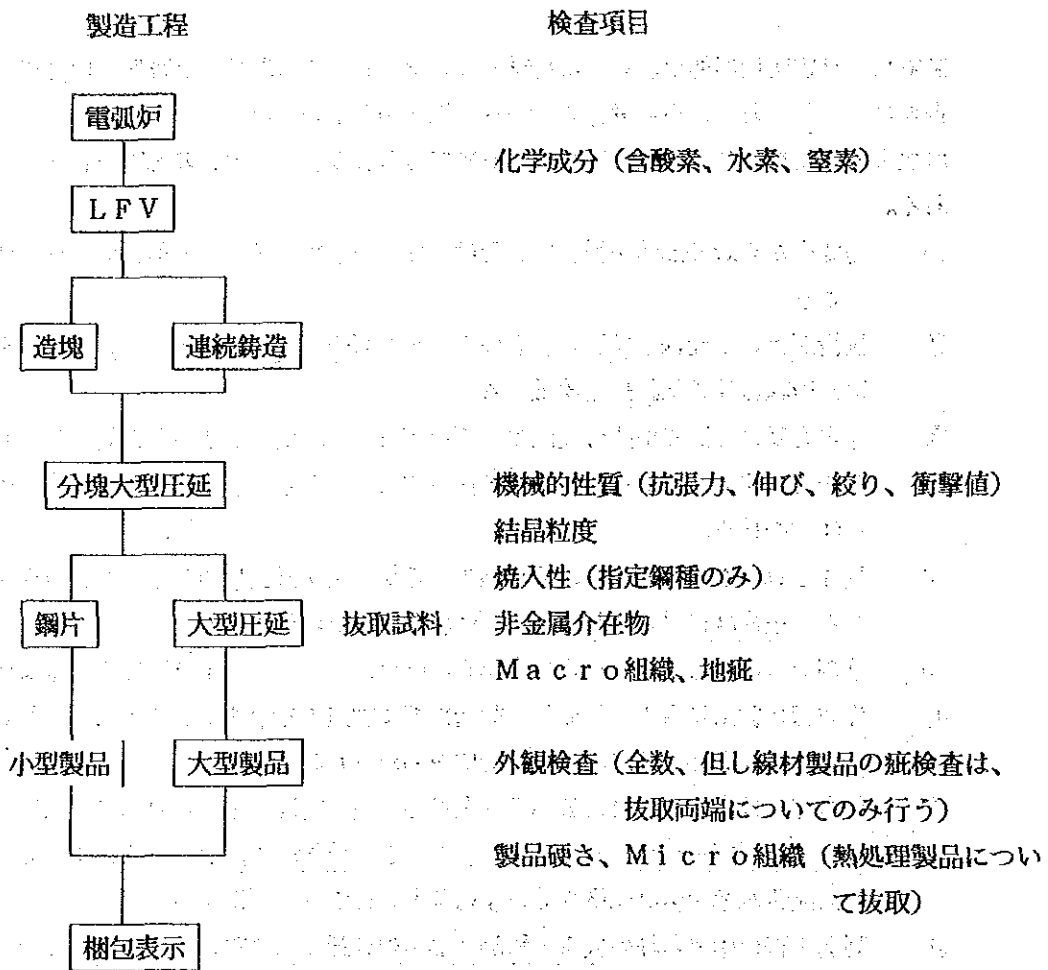 製造工程 検査項目
電弧炉
化学成分（含酸素、水素、窒素）
ＬＦＶ
造塊 連続鋳造
分塊大型圧延 機械的性質（抗張力、伸び、絞り、衝撃値）
結晶粒度
焼入性（指定鋼種のみ）
鋼片 大型圧延 抜取試料 非金属介在物
Ｍａｃｒｏ組織、地疵
小型製品 大型製品 外観検査（全数、但し線材製品の疵検査は、
抜取両端についてのみ行う）
製品硬さ、Ｍｉｃｒｏ組織（熱処理製品につい
て抜取）
梱包表示